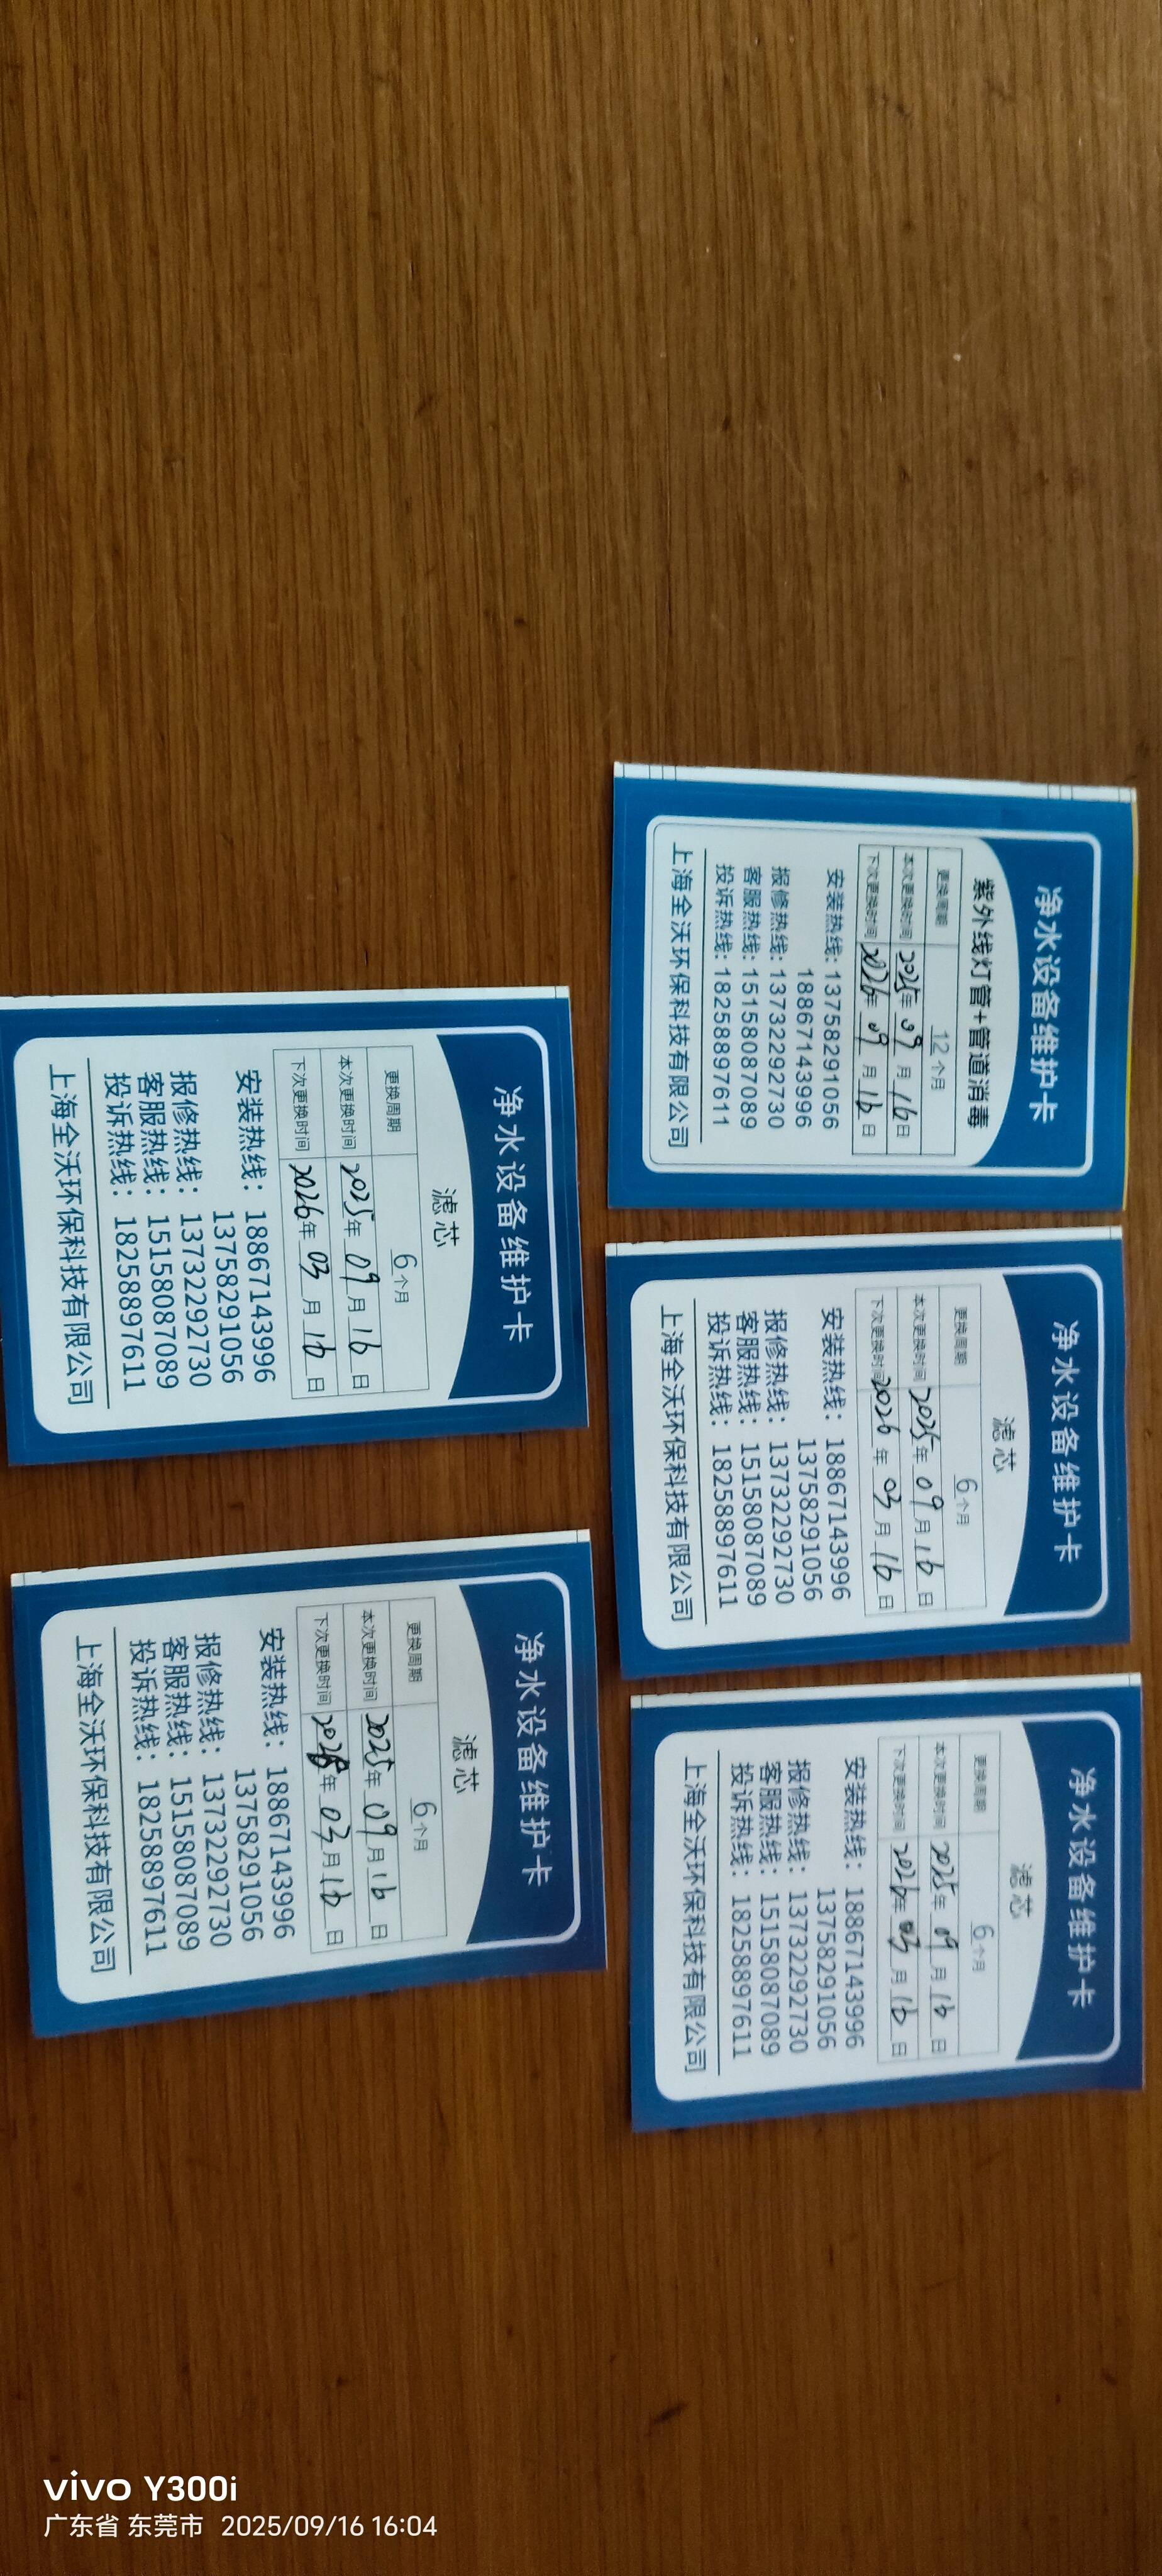 净水设备维护卡
紫外线灯管+管道消毒
更换周期 12个月
本次更换时间 2025年09月16日
下次更换时间 2026年09月16日
安装热线: 13758291056
18867143996
报修热线: 13732292730
客服热线: 15158087089
投诉热线: 18258897611
上海全沃环保科技有限公司
净水设备维护卡
滤芯
更换周期 6个月
本次更换时间 2025年09月16日
下次更换时间 2026年03月16日
安装热线: 18867143996
13758291056
报修热线: 13732292730
客服热线: 15158087089
投诉热线: 18258897611
上海全沃环保科技有限公司
净水设备维护卡
滤芯
更换周期 6个月
本次更换时间 2025年09月16日
下次更换时间 2026年03月16日
安装热线: 18867143996
13758291056
报修热线: 13732292730
客服热线: 15158087089
投诉热线: 18258897611
上海全沃环保科技有限公司
净水设备维护卡
滤芯
更换周期 6个月
本次更换时间 2025年09月16日
下次更换时间 2026年03月16日
安装热线: 18867143996
13758291056
报修热线: 13732292730
客服热线: 15158087089
投诉热线: 18258897611
上海全沃环保科技有限公司
净水设备维护卡
滤芯
更换周期 6个月
本次更换时间 2025年09月16日
下次更换时间 年03月16日
安装热线: 18867143996
13758291056
报修热线: 13732292730
客服热线: 15158087089
投诉热线: 18258897611
上海全沃环保科技有限公司
vivo Y300i
广东省 东莞市 2025/09/16 16:04